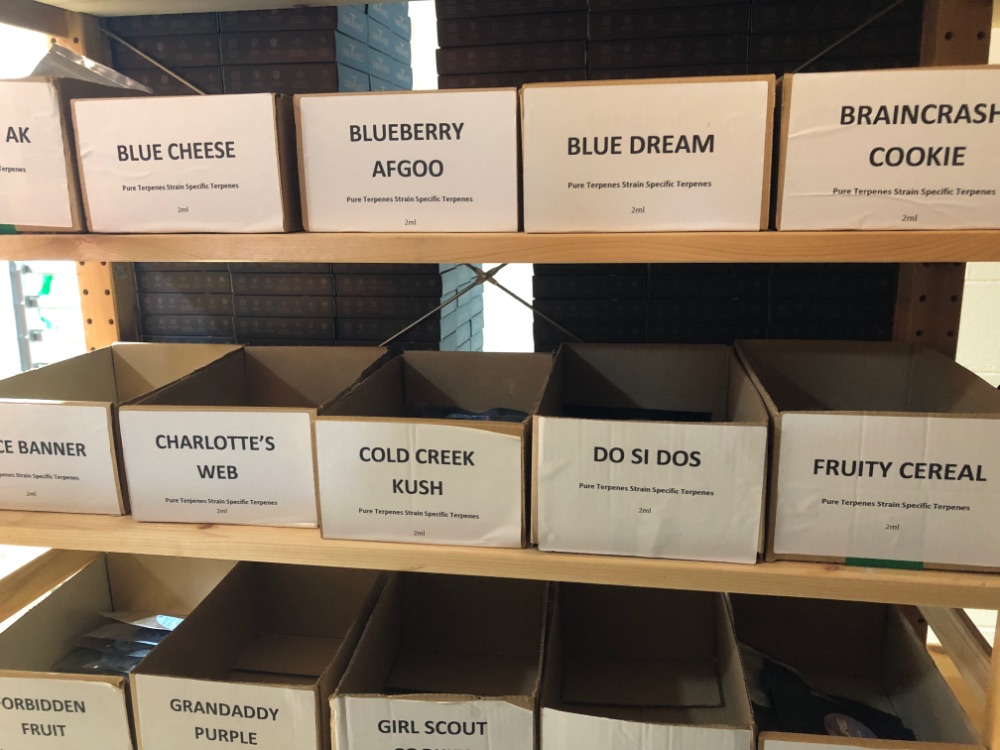 AK
BLUE CHEESE
Pure Terpenes Strain Specific Terpenes
2ml
BLUEBERRY
AFGOO
Pure Terpenes Strain Specific Terpenes
2ml
BLUE DREAM
Pure Terpenes Strain Specific Terpenes
2ml
BRAINCRASH
COOKIE
Pure Terpenes Strain Specific Terpenes
2ml
BANNER
Strain Specific Terpenes
2ml
CHARLOTTE'S
WEB
Pure Terpenes Strain Specific Terpenes
2ml
COLD CREEK
KUSH
Pure Terpenes Strain Specific Terpenes
2ml
DO SI DOS
Pure Terpenes Strain Specific Terpenes
2ml
FRUITY CEREAL
Pure Terpenes Strain Specific Terpenes
2ml
ORBIDDEN
FRUIT
GRANDADDY
PURPLE
GIRL SCOUT